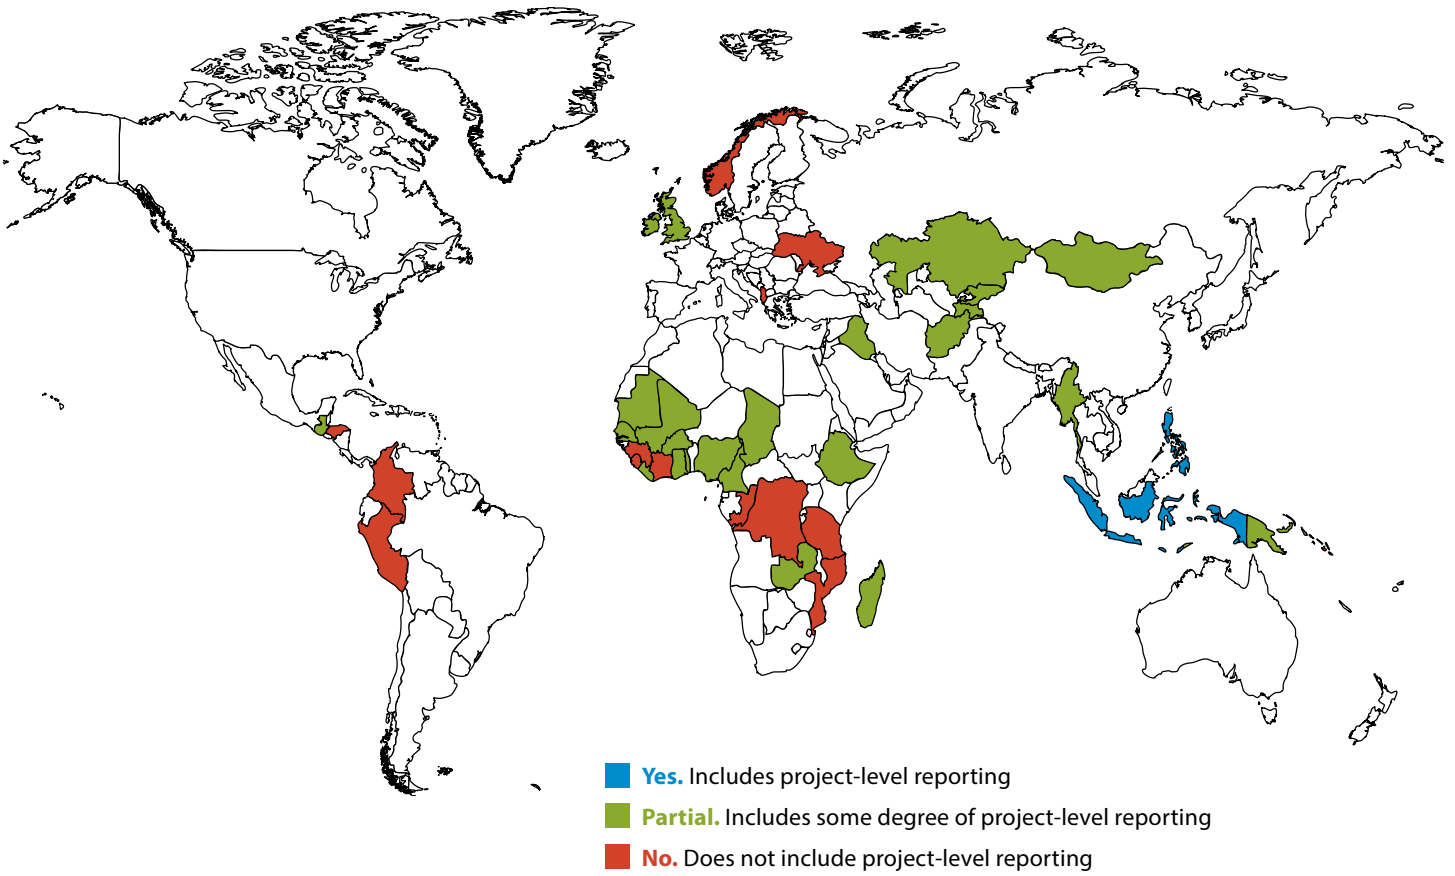 Yes. Includes project-level reporting
Partial. Includes some degree of project-level reporting
No. Does not include project-level reporting